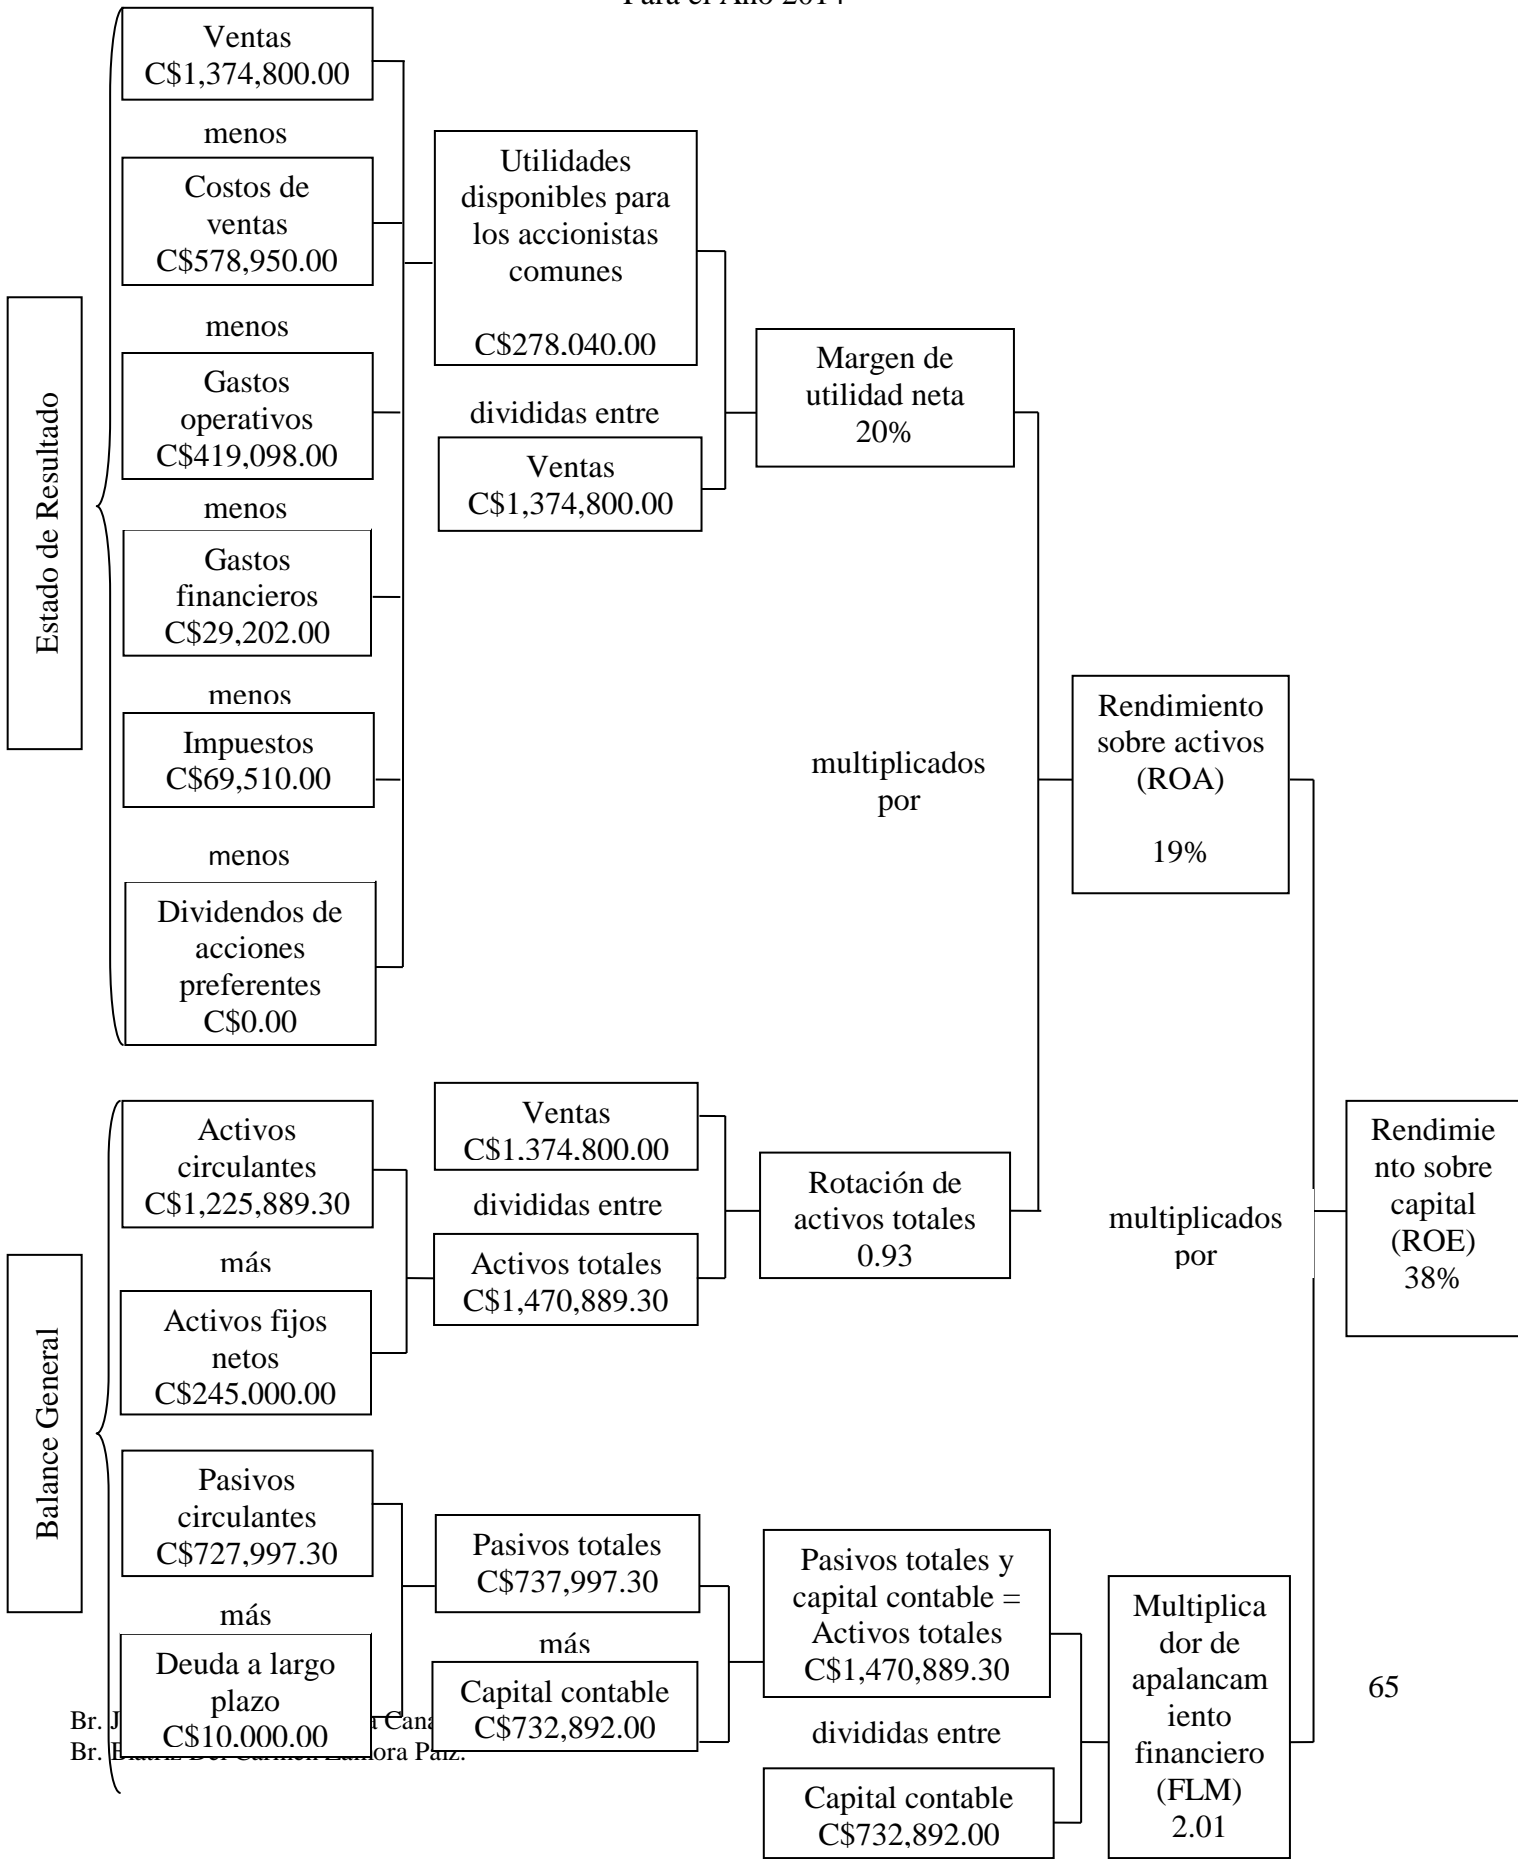 Para el Año 2014
Estado de Resultado
Ventas
C$1,374,800.00
menos
Costos de
ventas
C$578,950.00
menos
Gastos
operativos
C$419,098.00
menos
Gastos
financieros
C$29,202.00
menos
Impuestos
C$69,510.00
menos
Dividendos de
acciones
preferentes
C$0.00
Utilidades
disponibles para
los accionistas
comunes
C$278,040.00
divididas entre
Ventas
C$1,374,800.00
Margen de
utilidad neta
20%
multiplicados
por
Rendimiento
sobre activos
(ROA)
19%
Balance General
Activos
circulantes
C$1,225,889.30
más
Activos fijos
netos
C$245,000.00
Ventas
C$1,374,800.00
divididas entre
Activos totales
C$1,470,889.30
Rotación de
activos totales
0.93
multiplicados
por
Rendimie
nto sobre
capital
(ROE)
38%
Pasivos
circulantes
C$727,997.30
más
Deuda a largo
plazo
C$10,000.00
Pasivos totales
C$737,997.30
más
Capital contable
C$732,892.00
Pasivos totales y
capital contable =
Activos totales
C$1,470,889.30
divididas entre
Capital contable
C$732,892.00
Multiplica
dor de
apalancam
iento
financiero
(FLM)
2.01
65
Br.
Br. Del Carmen Zamora Paiz.